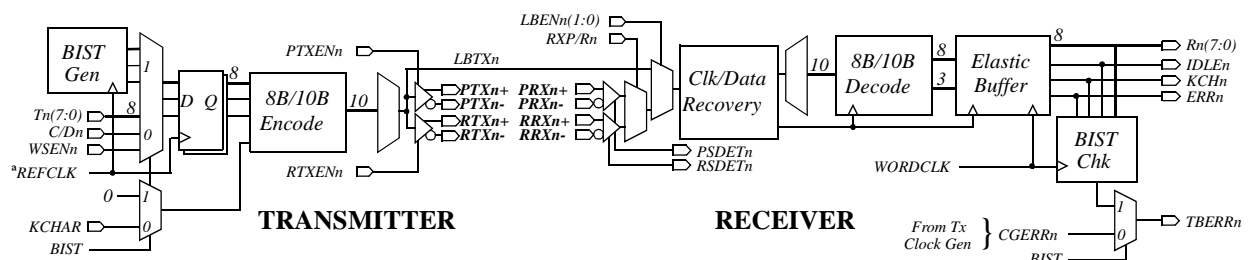 BIST
Gen
1
0
8
Tn(7:0)
C/Dn
WSENn
ªREFCLK
D Q
8
8B/10B
Encode
10
0
1
0
KCHAR
BIST
TRANSMITTER
PTXENn
RTXENn
LBTXn
PTXn+
PTXn-
RTXn+
RTXn-
PRXn+
PRXn-
RRXn+
RRXn-
LBENn(1:0)
RXP/Rn
PSDETn
RSDETn
Clk/Data
Recovery
10
RECEIVER
8B/10B
Decode
8
3
Elastic
Buffer
8
WORDCLK
BIST
Chk
Rn(7:0)
IDLEn
KCHn
ERRn
From Tx
Clock Gen
}
CGERRn
1
0
TBERRn
BIST